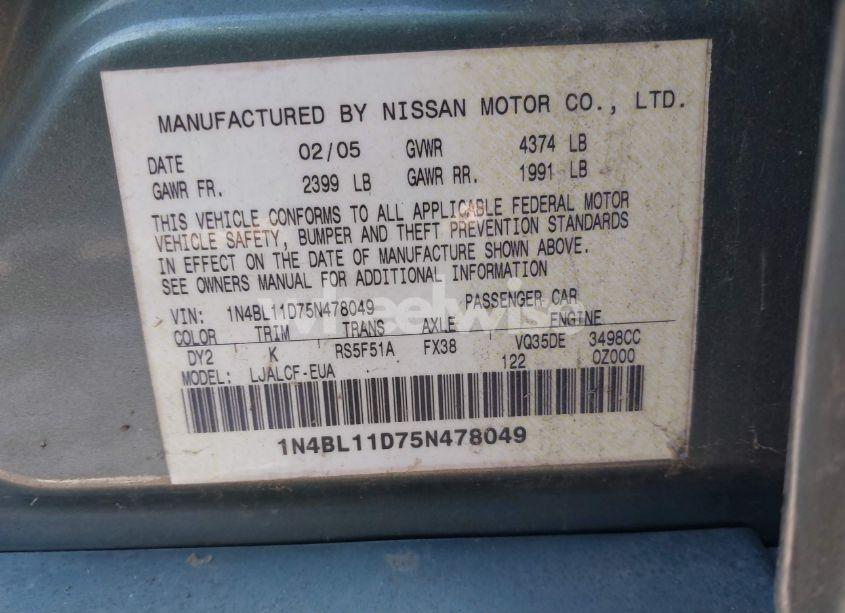 MANUFACTURED BY NISSAN MOTOR CO., LTD.
DATE 02/05 GVWR 4374 LB
GAWR FR. 2399 LB GAWR RR. 1991 LB
THIS VEHICLE CONFORMS TO ALL APPLICABLE FEDERAL MOTOR
VEHICLE SAFETY, BUMPER AND THEFT PREVENTION STANDARDS
IN EFFECT ON THE DATE OF MANUFACTURE SHOWN ABOVE.
SEE OWNERS MANUAL FOR ADDITIONAL INFORMATION
VIN: 1N4BL11D75N478049 PASSENGER CAR
COLOR TRIM TRANS AXLE ENGINE
DY2 K RS5F51A FX38 VQ35DE 3498CC
MODEL: LJALCF-EUA 122 0Z000
1N4BL11D75N478049
wheelwise